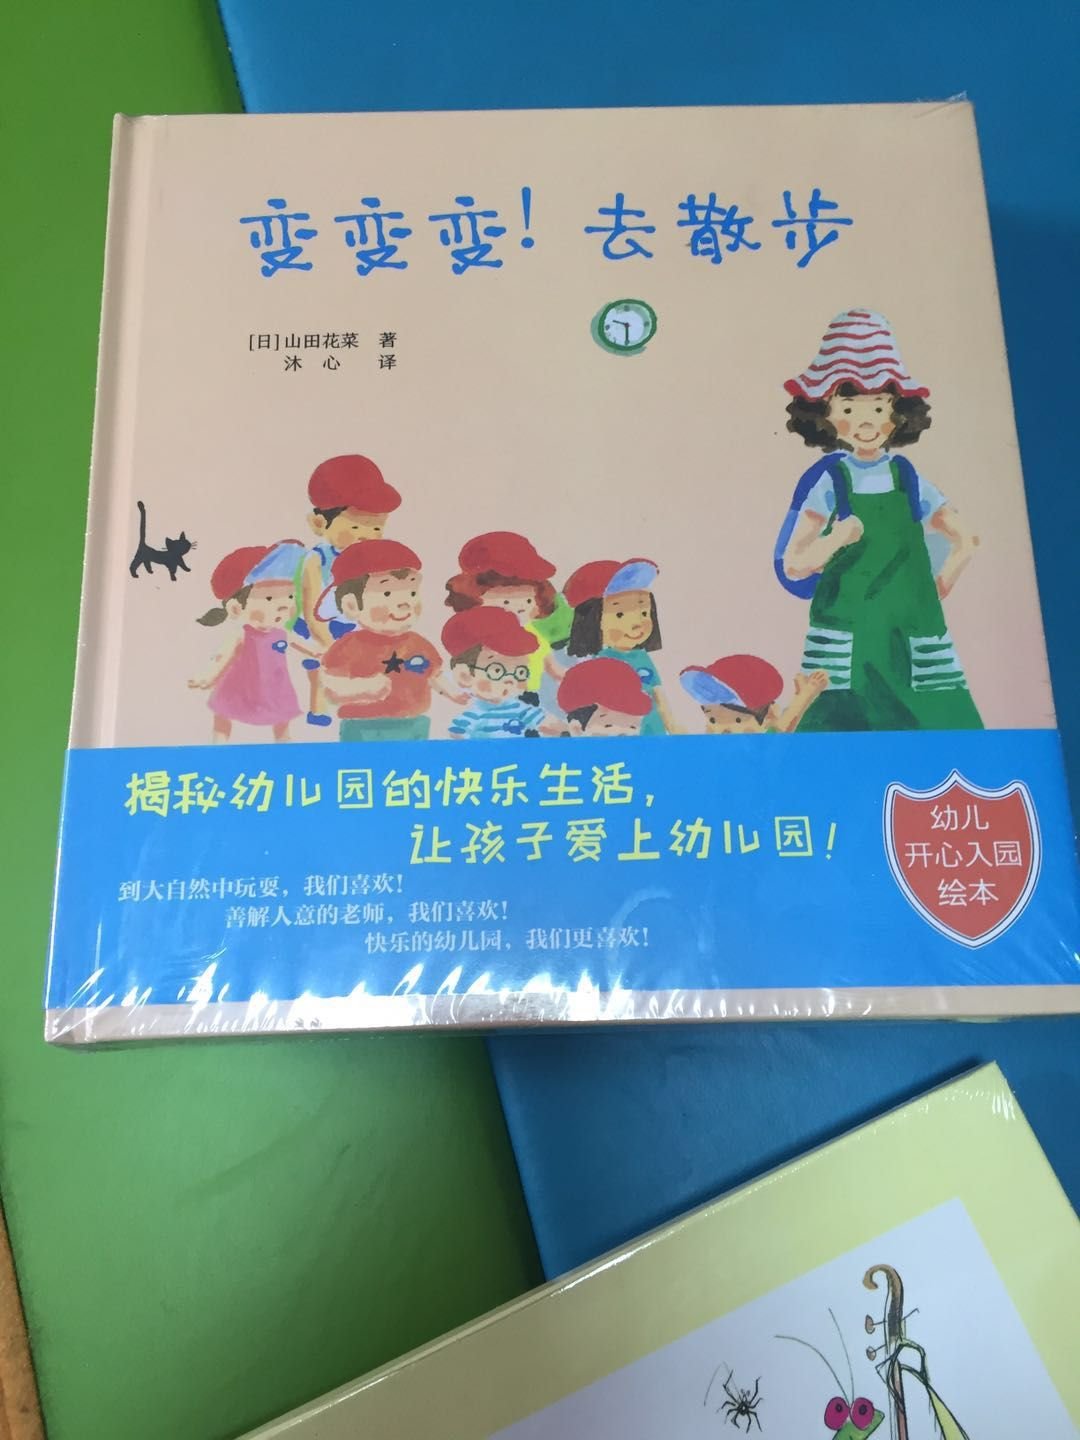 变变变！去散步
[日]山田花菜 著
沐心 译
揭秘幼儿园的快乐生活，
让孩子爱上幼儿园！
到大自然中玩耍，我们喜欢！
善解人意的老师，我们喜欢！
快乐的幼儿园，我们更喜欢！
幼儿
开心入园
绘本